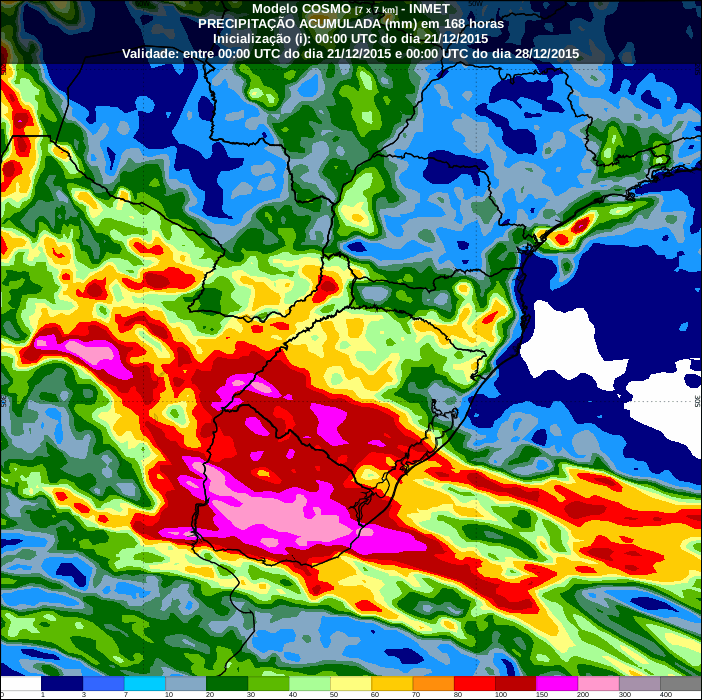 Modelo COSMO [7 x 7 km] - INMET
PRECIPITAÇÃO ACUMULADA (mm) em 168 horas
Inicialização (i): 00:00 UTC do dia 21/12/2015
Validade: entre 00:00 UTC do dia 21/12/2015 e 00:00 UTC do dia 28/12/2015
0 1 3 10 20 30 40 50 60 70 80 100 150 200 300 400